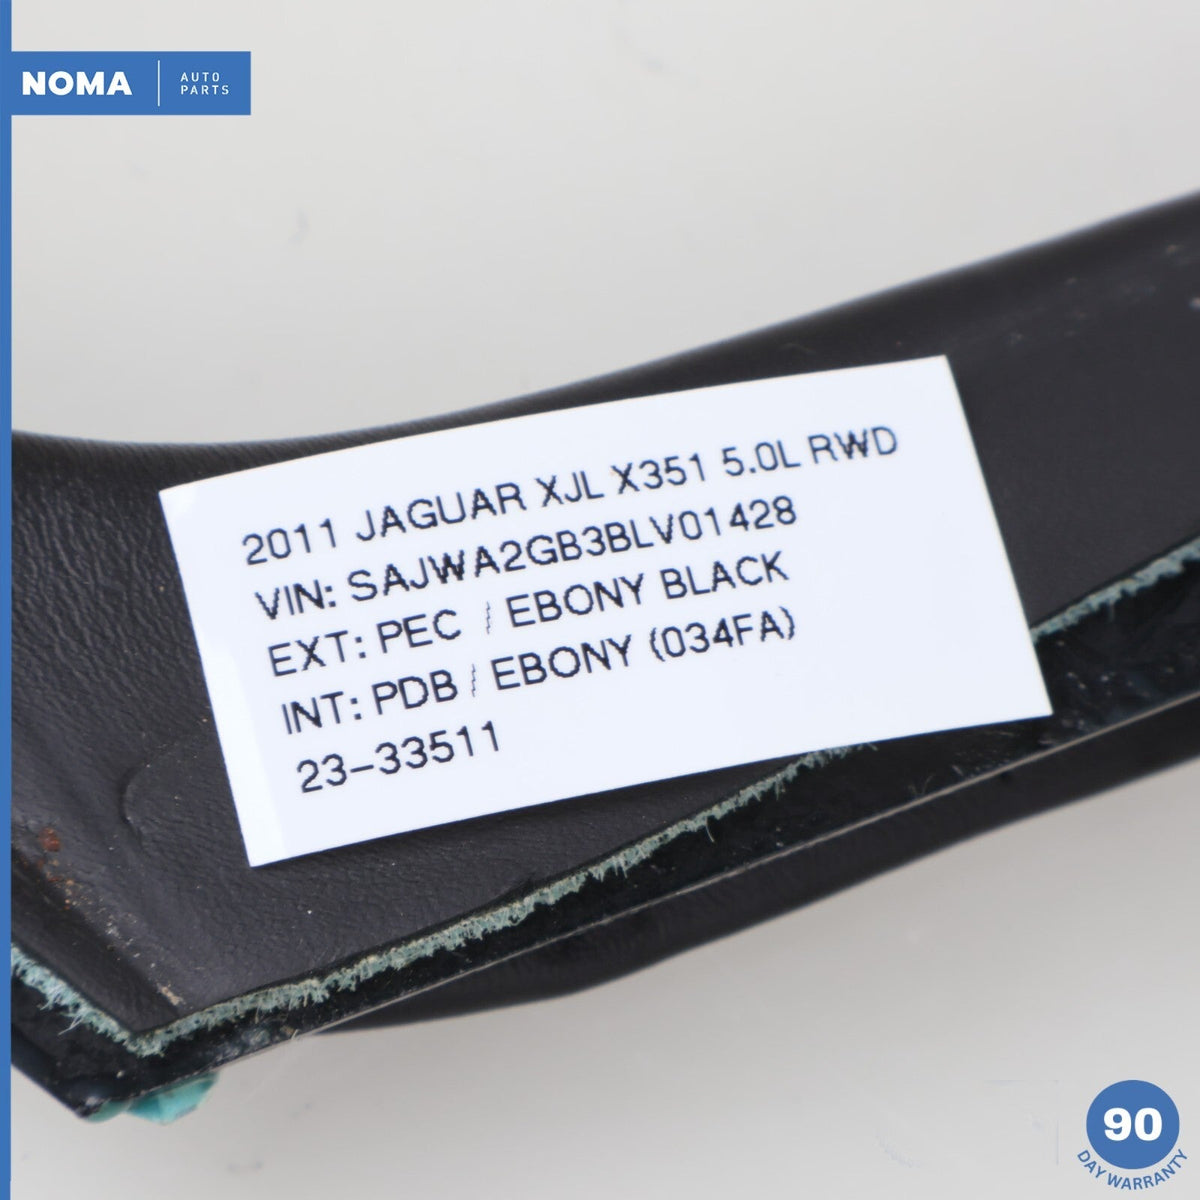 NOMA
AUTO
PARTS
2011 JAGUAR XJL X351 5.0L RWD
VIN: SAJWA2GB3BLV01428
EXT: PEC / EBONY BLACK
INT: PDB / EBONY (034FA)
23-33511
90
DAY WARRANTY